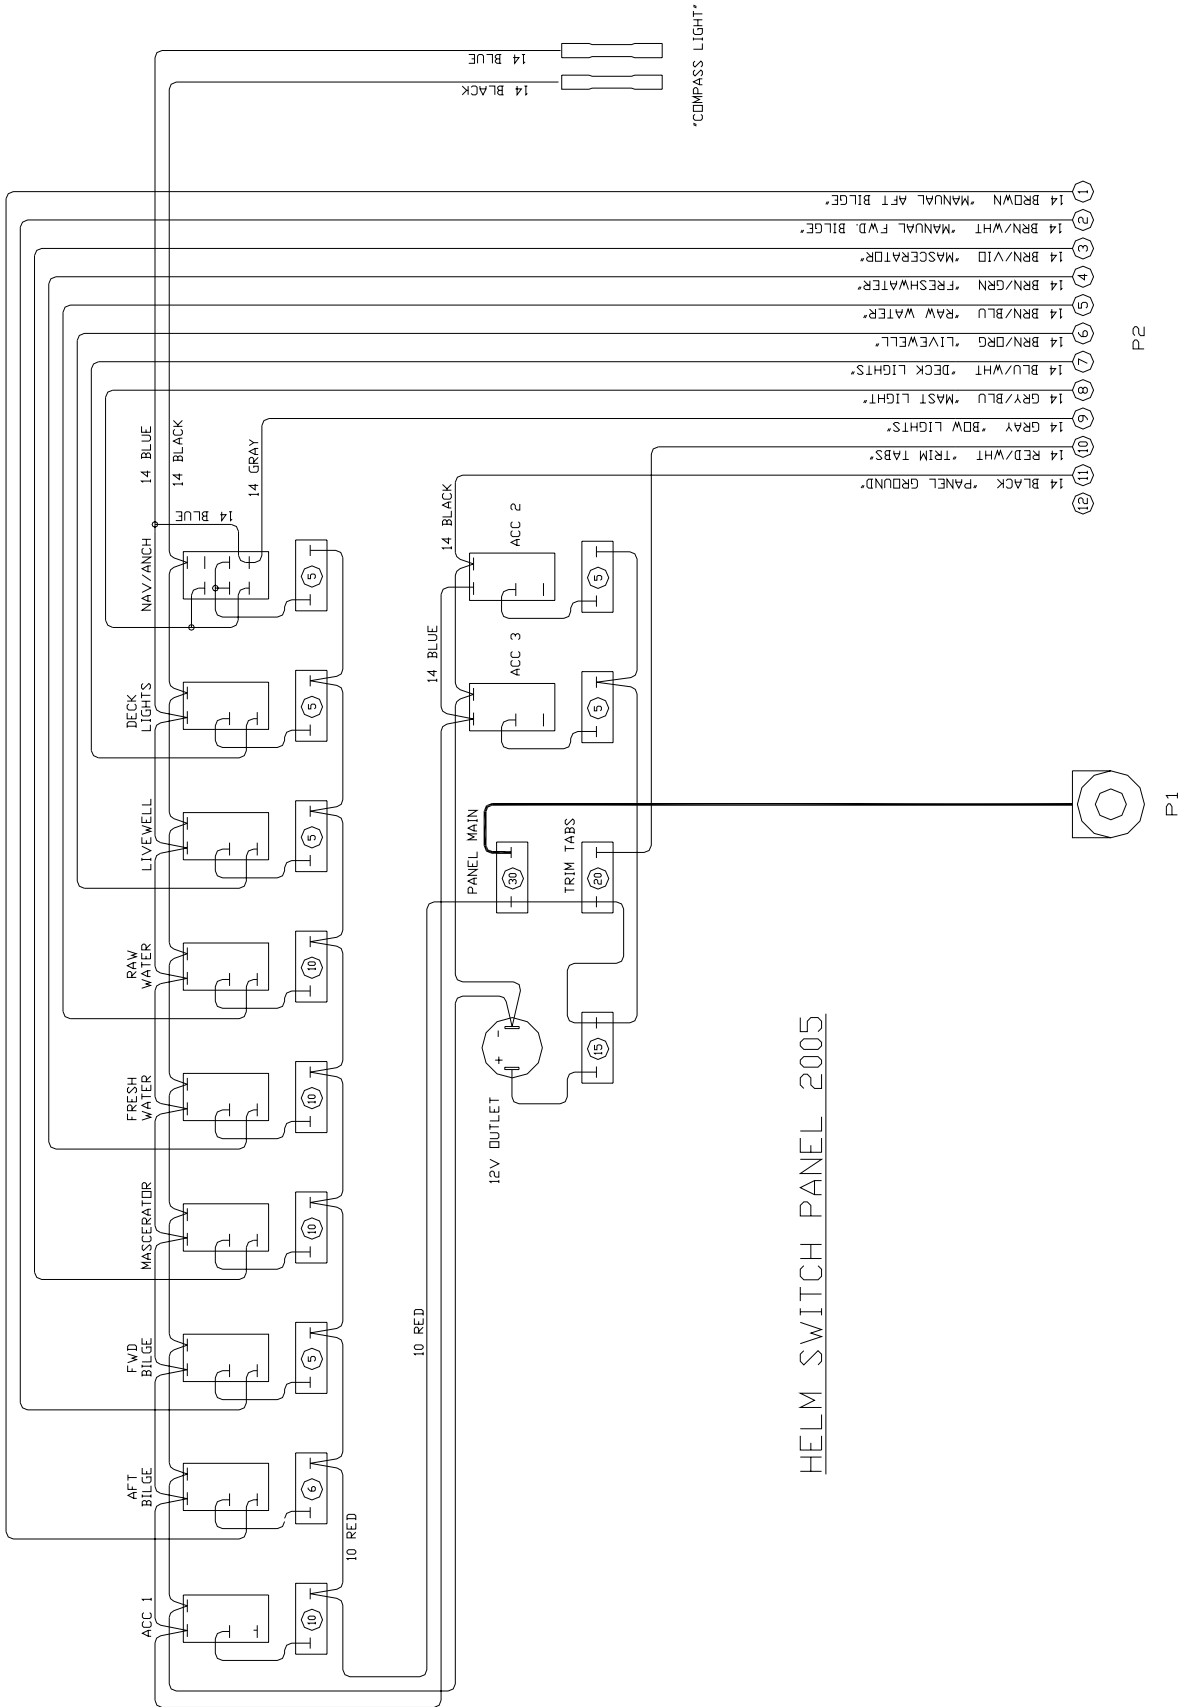 HELM SWITCH PANEL 2005
ACC 1
AFT
BILGE
FWD
BILGE
MASCERATOR
FRESH
WATER
RAW
WATER
LIVEWELL
DECK
LIGHTS
NAV/ANCH
14 BLUE
14 BLACK
14 BLUE
14 GRAY
10
6
5
10
10
10
5
5
5
10 RED
10 RED
14 BLUE
14 BLACK
12V OUTLET
+
-
PANEL MAIN
30
TRIM TABS
20
15
ACC 3
5
ACC 2
5
14 BLUE
14 BLACK
"COMPASS LIGHT"
14 BROWN "MANUAL AFT BILGE"
1
14 BRN/WHT "MANUAL FWD. BILGE"
2
14 BRN/VIO "MASCERATOR"
3
14 BRN/GRN "FRESHWATER"
4
14 BRN/BLU "RAW WATER"
5
14 BRN/ORG "LIVEWELL"
6
14 BLU/WHT "DECK LIGHTS"
7
14 GRY/BLU "MAST LIGHT"
8
14 GRAY "BOW LIGHTS"
9
14 RED/WHT "TRIM TABS"
10
14 BLACK "PANEL GROUND"
11
12
P1
P2